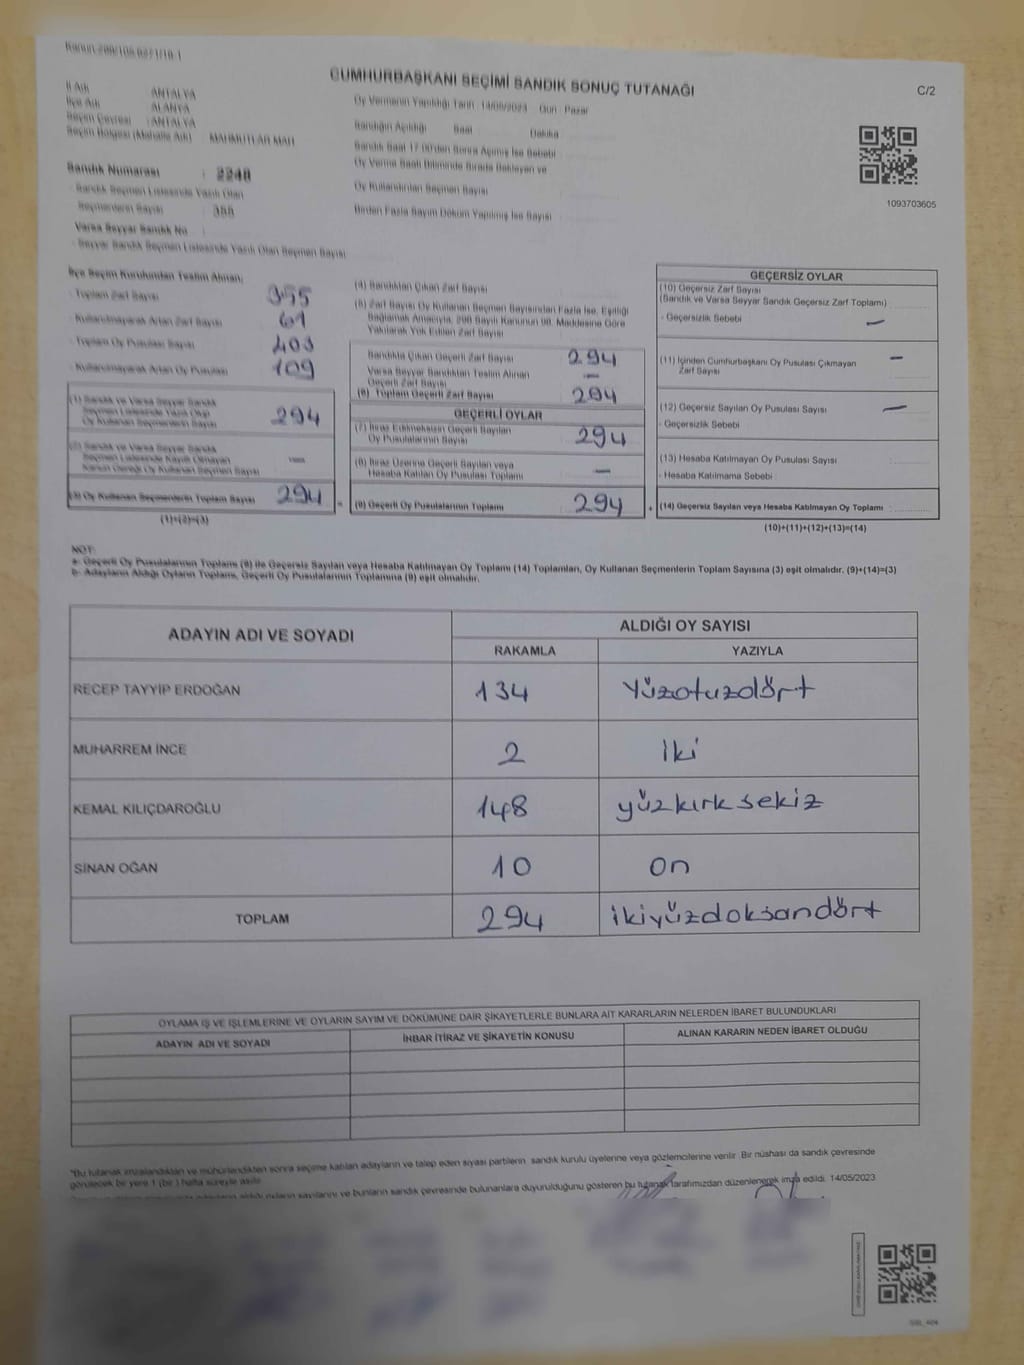 CUMHURBAŞKANI SEÇİMİ SANDIK SONUÇ TUTANAĞI
C/2
İl Adı : ANTALYA
İlçe Adı : ALANYA
Seçim Çevresi : ANTALYA
Seçim Bölgesi (Mahalle Adı) : MAHMUTLAR MAH
Oy Vermenin Yapıldığı Tarih : 14/05/2023 Gün : Pazar
Sandığın Açıldığı Saat Dakika
Sandık Saat 17.00'den Sonra Açılmış İse Sebebi
Oy Verme Saati Bitiminde Sırada Bekleyen ve
Oy Kullandırılan Seçmen Sayısı
Birden Fazla Sayım Döküm Yapılmış İse Sayısı
1093703605
Sandık Numarası : 2248
- Sandık Seçmen Listesinde Yazılı Olan
Seçmenlerin Sayısı :
Varsa Seyyar Sandık No
- Seyyar Sandık Seçmen Listesinde Yazılı Olan Seçmen Sayısı
İlçe Seçim Kurulundan Teslim Alınan;
- Toplam Zarf Sayısı 355
- Kullanılmayarak Artan Zarf Sayısı 61
- Toplam Oy Pusulası Sayısı 403
- Kullanılmayarak Artan Oy Pusulası 109
(1) Sandık ve Varsa Seyyar Sandık
Seçmen Listesinde Yazılı Olup
Oy Kullanan Seçmenlerin Sayısı 294
(2) Sandık ve Varsa Seyyar Sandık
Seçmen Listesinde Kayıtlı Olmayan
Kanun Gereği Oy Kullanan Seçmen Sayısı —
(3) Oy Kullanan Seçmenlerin Toplam Sayısı 294 =
(1)+(2)=(3)
(4) Sandıktan Çıkan Zarf Sayısı
(5) Zarf Sayısı Oy Kullanan Seçmen Sayısından Fazla İse, Eşitliği
Sağlamak Amacıyla, 298 Sayılı Kanunun 98. Maddesine Göre
Yakılarak Yok Edilen Zarf Sayısı
Sandıkta Çıkan Geçerli Zarf Sayısı 294
Varsa Seyyar Sandıktan Teslim Alınan
Geçerli Zarf Sayısı —
(6) Toplam Geçerli Zarf Sayısı 294
GEÇERLİ OYLAR
(7) İtiraz Edilmeksizin Geçerli Sayılan
Oy Pusulalarının Sayısı 294
(8) İtiraz Üzerine Geçerli Sayılan veya
Hesaba Katılan Oy Pusulası Toplamı —
(9) Geçerli Oy Pusulalarının Toplamı 294 +
GEÇERSİZ OYLAR
(10) Geçersiz Zarf Sayısı
(Sandık ve Varsa Seyyar Sandık Geçersiz Zarf Toplamı)
- Geçersizlik Sebebi —
(11) İçinden Cumhurbaşkanı Oy Pusulası Çıkmayan
Zarf Sayısı —
(12) Geçersiz Sayılan Oy Pusulası Sayısı —
- Geçersizlik Sebebi
(13) Hesaba Katılmayan Oy Pusulası Sayısı
- Hesaba Katılmama Sebebi
(14) Geçersiz Sayılan veya Hesaba Katılmayan Oy Toplamı :
(10)+(11)+(12)+(13)=(14)
NOT:
a- Geçerli Oy Pusulalarının Toplamı (9) ile Geçersiz Sayılan veya Hesaba Katılmayan Oy Toplamı (14) Toplamları, Oy Kullanan Seçmenlerin Toplam Sayısına (3) eşit olmalıdır. (9)+(14)=(3)
b- Adayların Aldığı Oyların Toplamı, Geçerli Oy Pusulalarının Toplamına (9) eşit olmalıdır.
ADAYIN ADI VE SOYADI ALDIĞI OY SAYISI
RAKAMLA YAZIYLA
RECEP TAYYİP ERDOĞAN 134 Yüzotuzdört
MUHARREM İNCE 2 iki
KEMAL KILIÇDAROĞLU 148 yüzkırksekiz
SİNAN OĞAN 10 on
TOPLAM 294 ikiyüzdoksandört
OYLAMA İŞ VE İŞLEMLERİNE VE OYLARIN SAYIM VE DÖKÜMÜNE DAİR ŞİKAYETLERLE BUNLARA AİT KARARLARIN NELERDEN İBARET BULUNDUKLARI
ADAYIN ADI VE SOYADI İHBAR İTİRAZ VE ŞİKAYETİN KONUSU ALINAN KARARIN NEDEN İBARET OLDUĞU
"Bu tutanak imzalandıktan ve mühürlendikten sonra seçime katılan adayların ve talep eden siyasi partilerin sandık kurulu üyelerine veya gözlemcilerine verilir. Bir nüshası da sandık çevresinde
görülecek bir yere 1 (bir) hafta süreyle asılır.
aldığı oyların sayılarını ve bunların sandık çevresinde bulunanlara duyurulduğunu gösteren bu tutanak tarafımızdan düzenlenerek imza edildi. 14/05/2023